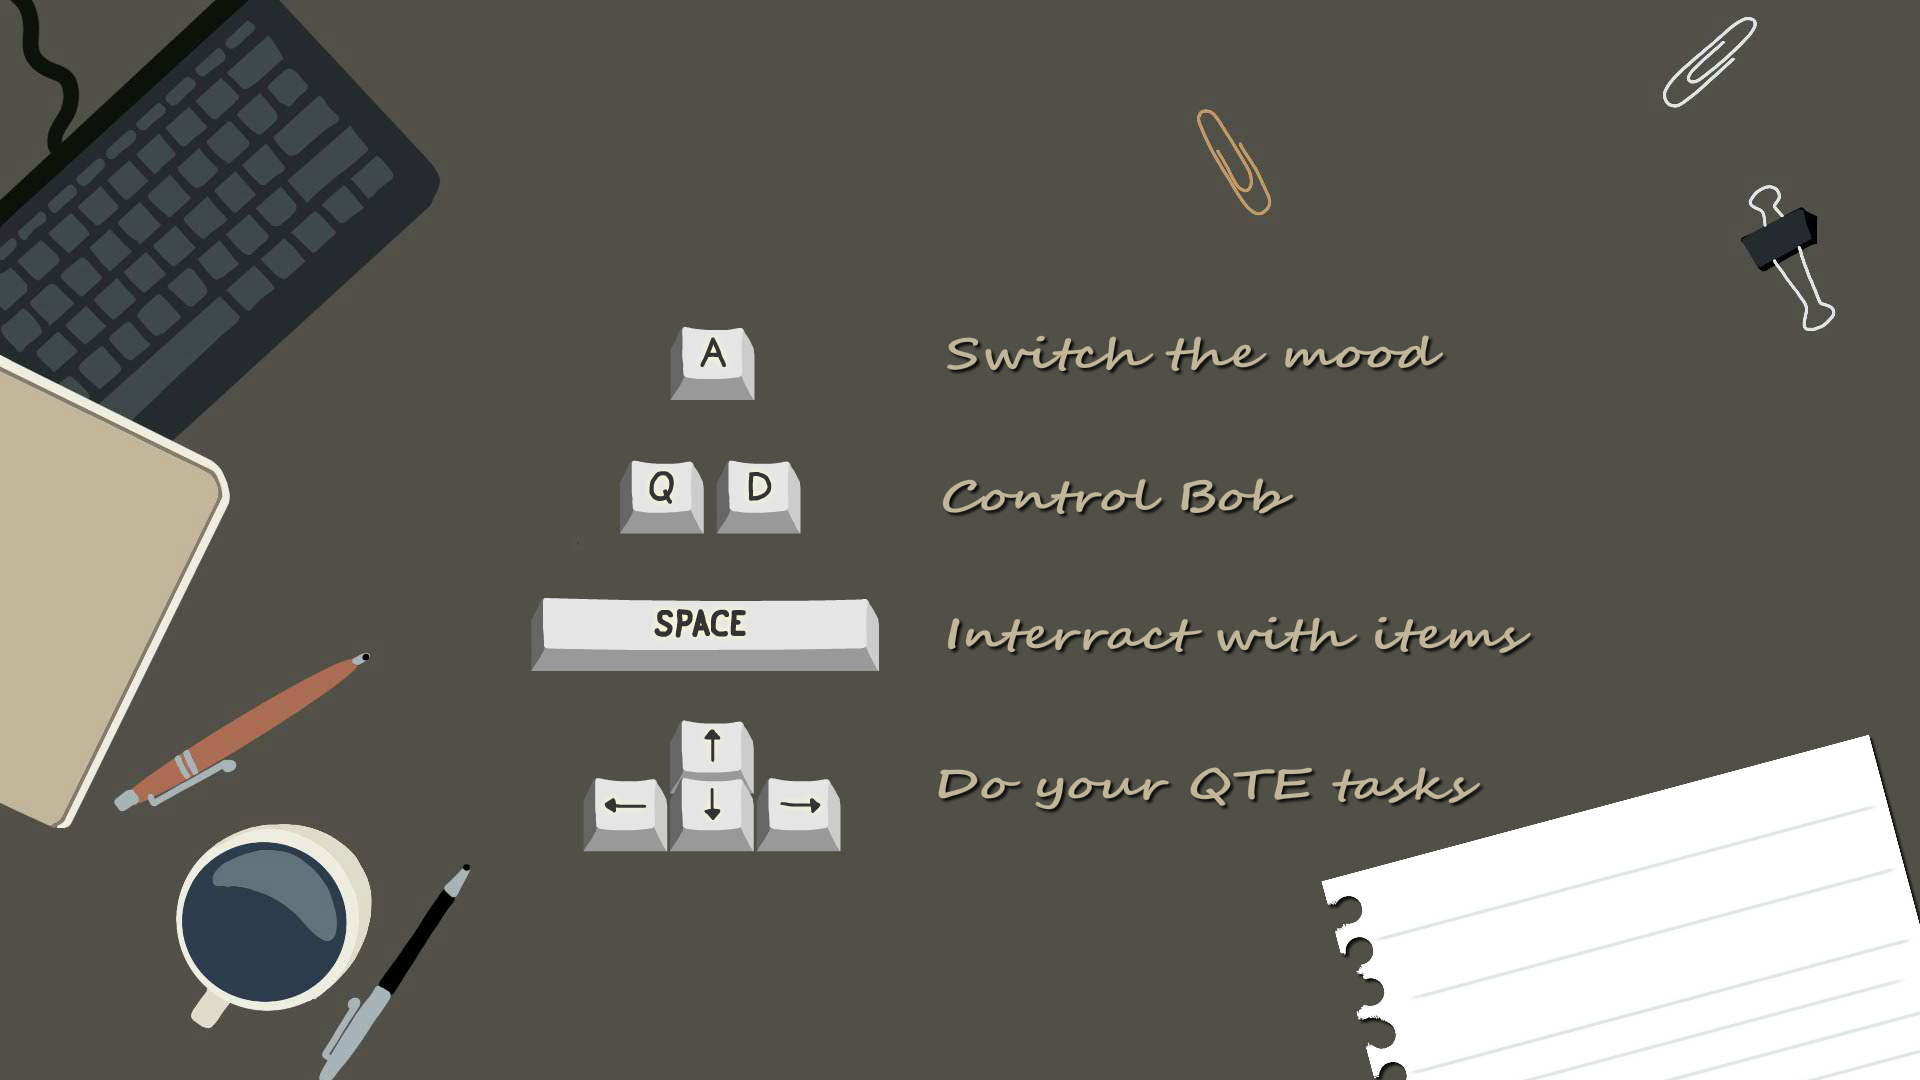 A Switch the mood
Q D Control Bob
SPACE Interract with items
↑ 
← ↓ → Do your QTE tasks